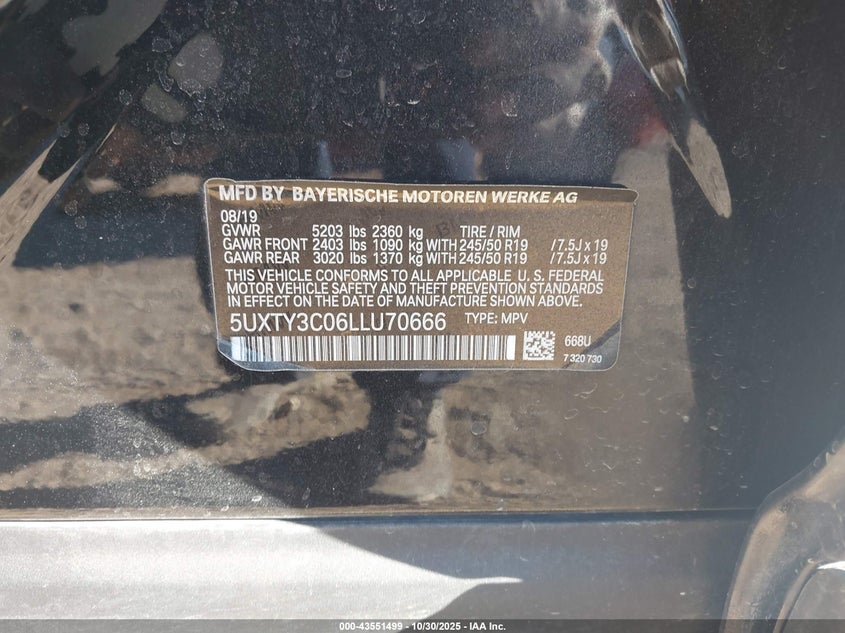 MFD BY BAYERISCHE MOTOREN WERKE AG
08/19
GVWR 5203 lbs 2360 kg TIRE / RIM
GAWR FRONT 2403 lbs 1090 kg WITH 245/50 R19 /7.5J x 19
GAWR REAR 3020 lbs 1370 kg WITH 245/50 R19 /7.5J x 19
THIS VEHICLE CONFORMS TO ALL APPLICABLE U. S. FEDERAL
MOTOR VEHICLE SAFETY AND THEFT PREVENTION STANDARDS
IN EFFECT ON THE DATE OF MANUFACTURE SHOWN ABOVE
5UXTY3C06LLU70666 TYPE: MPV
668U
7 320 730
000-43551499 - 10/30/2025 - IAA Inc.